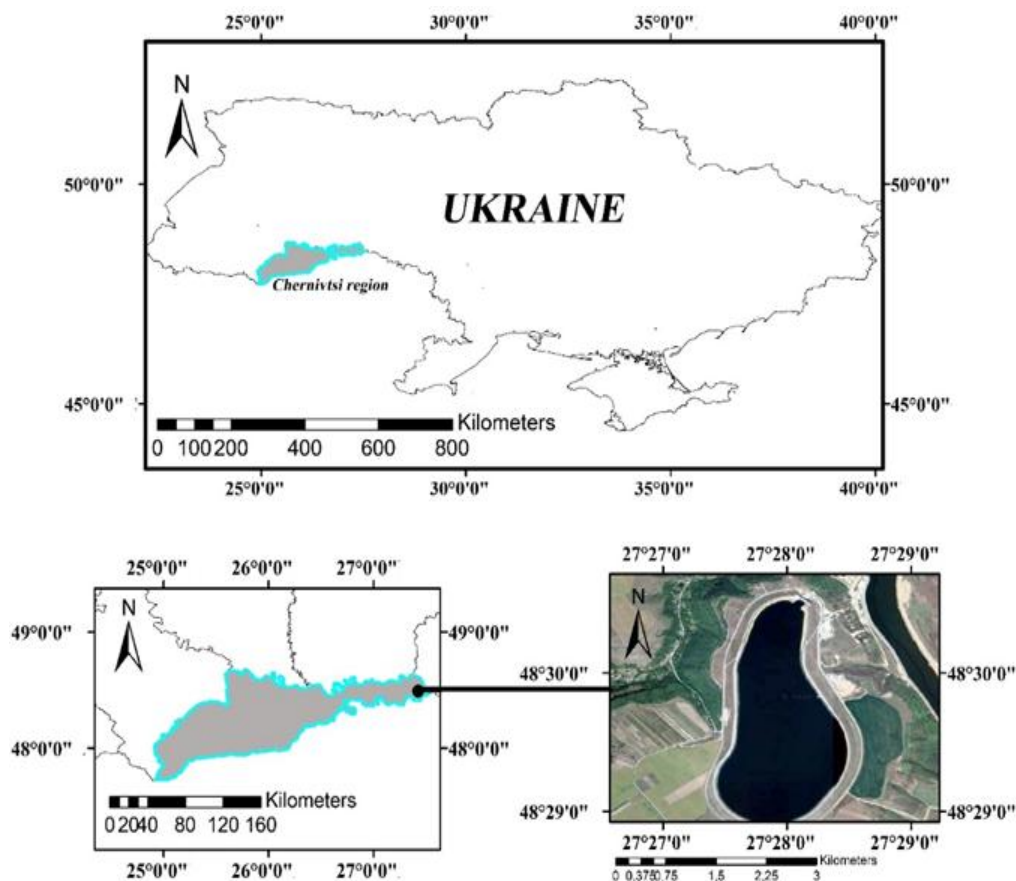 25°0'0" 30°0'0" 35°0'0" 40°0'0"
N
50°0'0" 50°0'0"
UKRAINE
Chernivtsi region
45°0'0" 45°0'0"
Kilometers
0 100 200 400 600 800
25°0'0" 30°0'0" 35°0'0" 40°0'0"
25°0'0" 26°0'0" 27°0'0"
N
49°0'0" 49°0'0"
48°0'0" 48°0'0"
Kilometers
0 20 40 80 120 160
25°0'0" 26°0'0" 27°0'0"
27°27'0" 27°28'0" 27°29'0"
N
48°30'0" 48°30'0"
48°29'0" 48°29'0"
27°27'0" 27°28'0" 27°29'0"
Kilometers
0 0,375 0,75 1,5 2,25 3